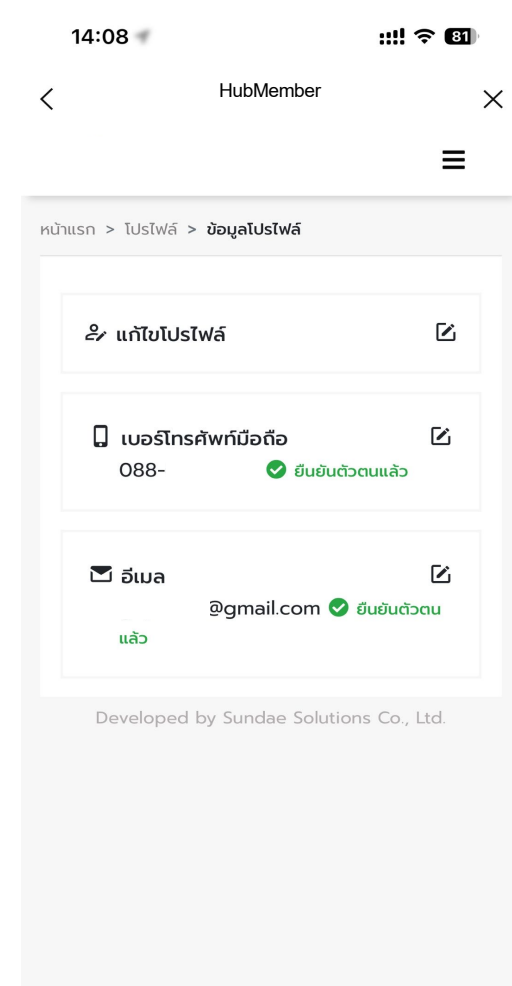 14:08
81
HubMember
หน้าแรก > โปรไฟล์ > ข้อมูลโปรไฟล์
แก้ไขโปรไฟล์
เบอร์โทรศัพท์มือถือ
088- ยืนยันตัวตนแล้ว
อีเมล
@gmail.com ยืนยันตัวตน
แล้ว
Developed by Sundae Solutions Co., Ltd.